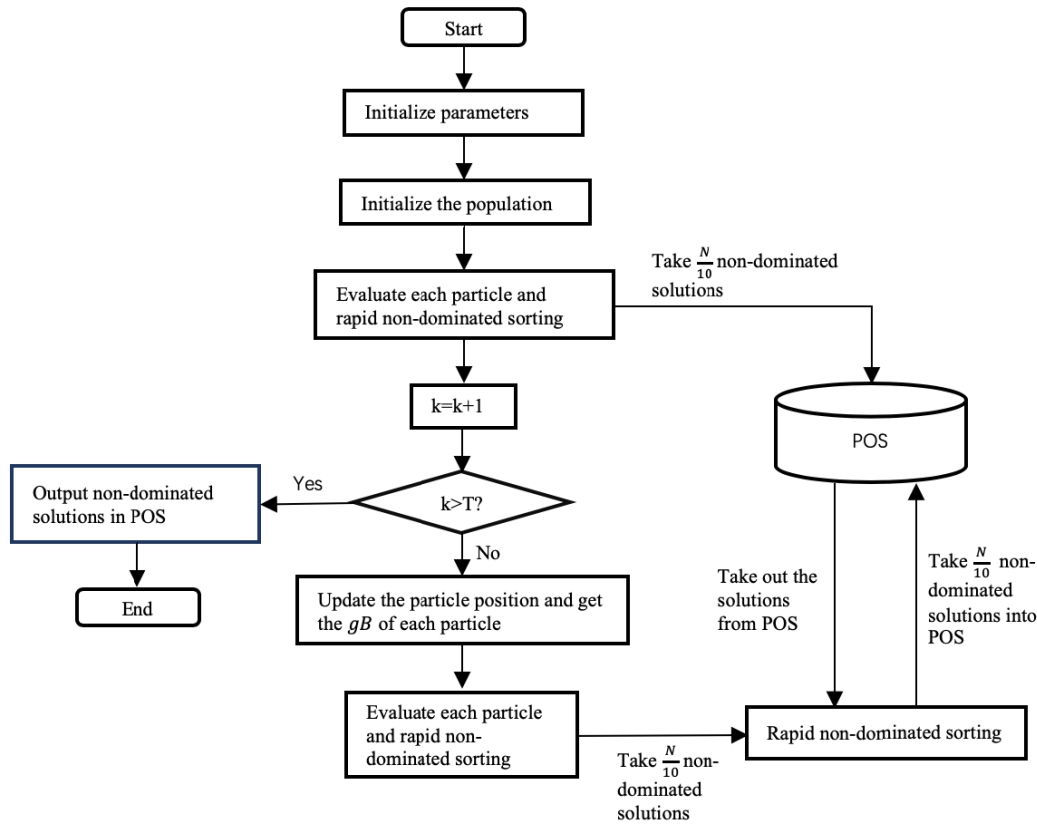 Start
Initialize parameters
Initialize the population
Evaluate each particle and
rapid non-dominated sorting
Take N/10 non-dominated
solutions
k=k+1
POS
k>T?
Yes
Output non-dominated
solutions in POS
No
End
Update the particle position and get
the gB of each particle
Take out the
solutions
from POS
Take N/10 non-
dominated
solutions into
POS
Evaluate each particle
and rapid non-
dominated sorting
Take N/10 non-
dominated
solutions
Rapid non-dominated sorting